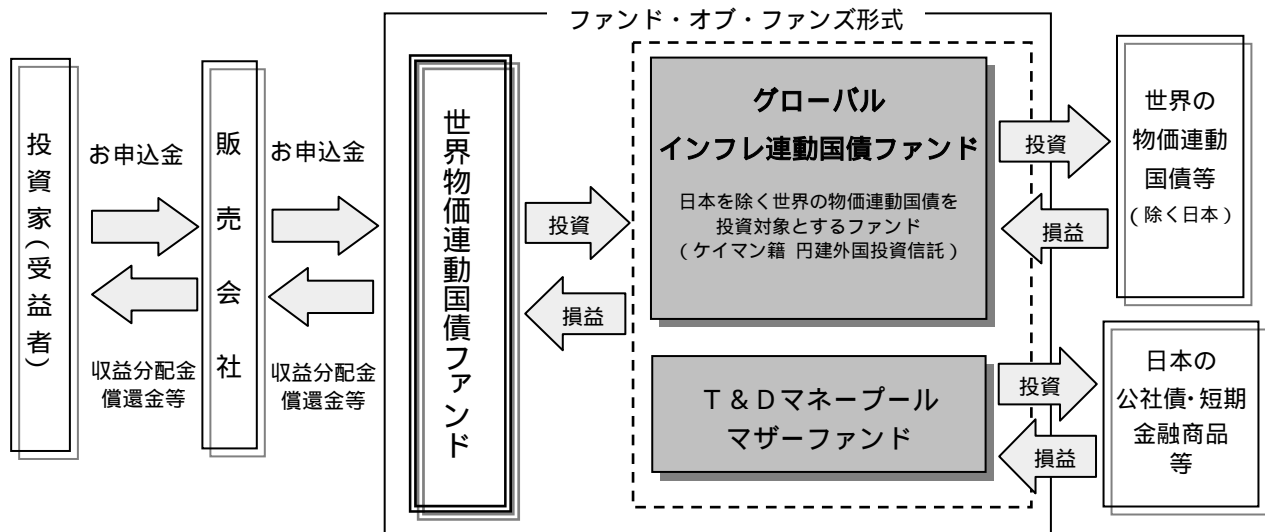 ファンド・オブ・ファンズ形式
投資家(受益者)
お申込金
収益分配金
償還金等
販売会社
お申込金
収益分配金
償還金等
世界物価連動国債ファンド
投資
損益
グローバル
インフレ連動国債ファンド
日本を除く世界の物価連動国債を
投資対象とするファンド
(ケイマン籍 円建外国投資信託)
T&Dマネープール
マザーファンド
投資
損益
投資
損益
世界の
物価連動
国債等
(除く日本)
日本の
公社債・短期
金融商品
等